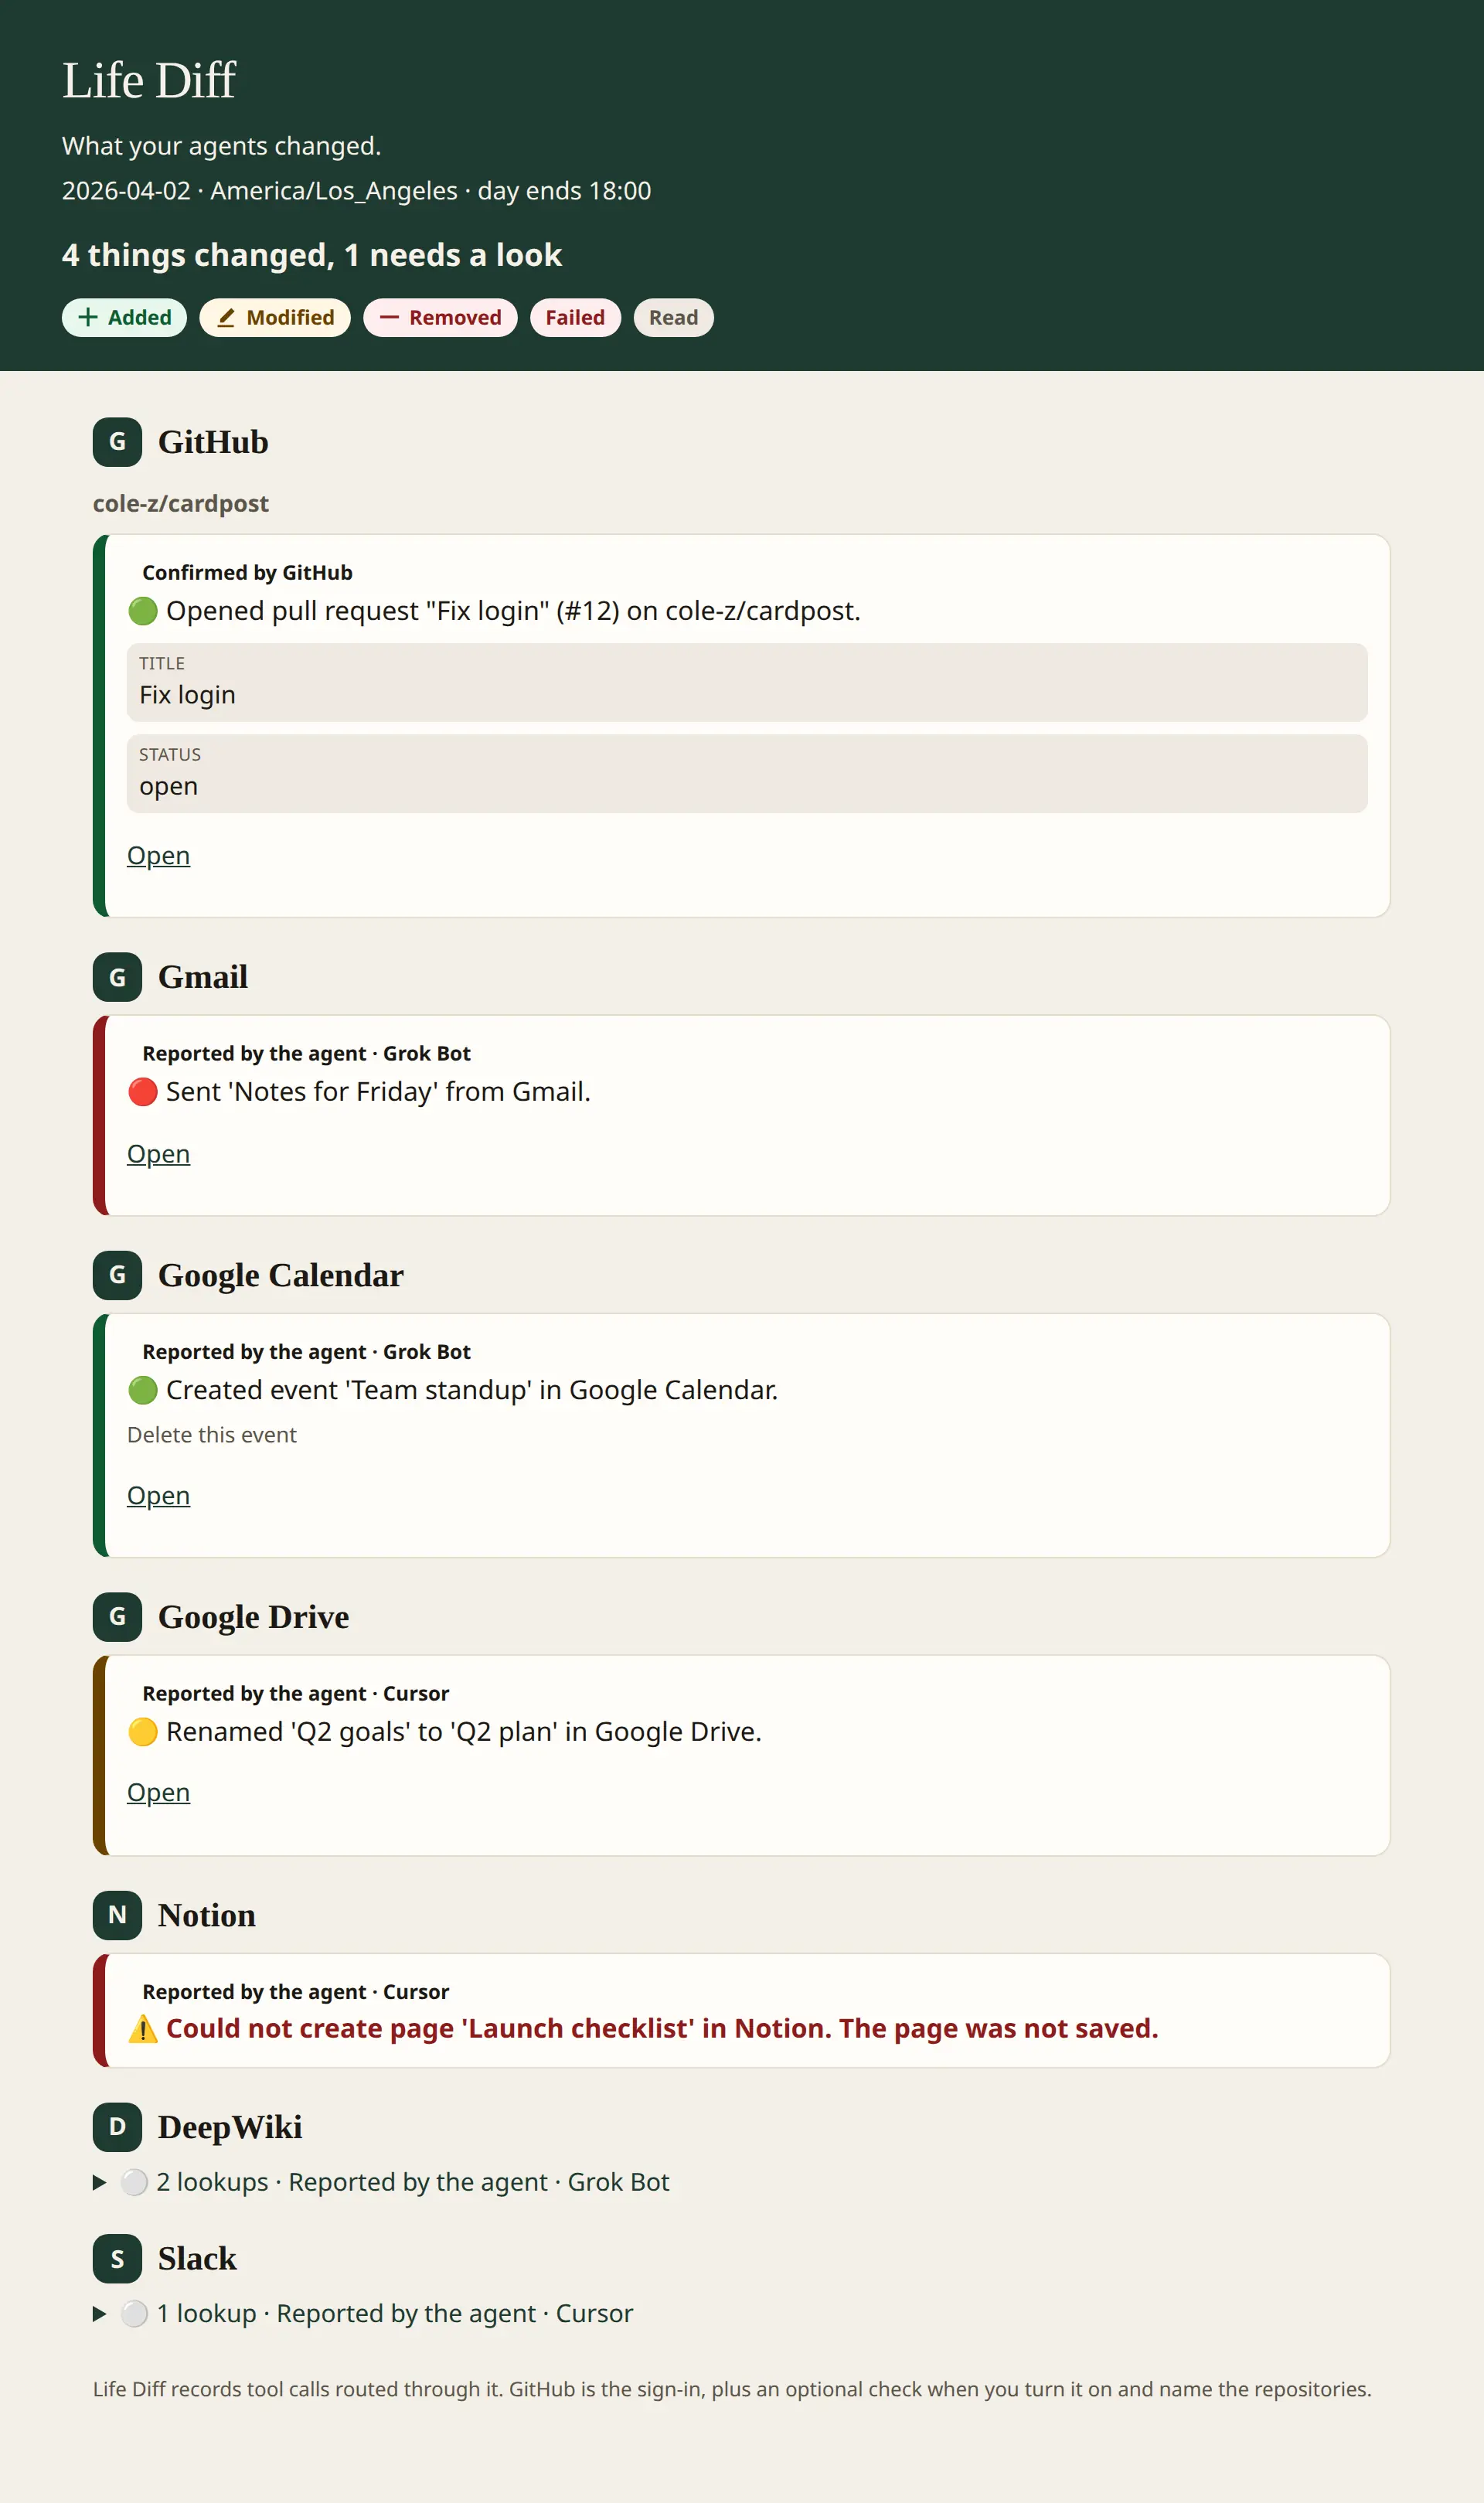 Life Diff
What your agents changed.
2026-04-02 · America/Los_Angeles · day ends 18:00
4 things changed, 1 needs a look
Added Modified Removed Failed Read
G GitHub
cole-z/cardpost
Confirmed by GitHub
🟢 Opened pull request "Fix login" (#12) on cole-z/cardpost.
TITLE
Fix login
STATUS
open
Open
G Gmail
Reported by the agent · Grok Bot
🔴 Sent 'Notes for Friday' from Gmail.
Open
G Google Calendar
Reported by the agent · Grok Bot
🟢 Created event 'Team standup' in Google Calendar.
Delete this event
Open
G Google Drive
Reported by the agent · Cursor
🟡 Renamed 'Q2 goals' to 'Q2 plan' in Google Drive.
Open
N Notion
Reported by the agent · Cursor
⚠️ Could not create page 'Launch checklist' in Notion. The page was not saved.
D DeepWiki
▶ ⚪ 2 lookups · Reported by the agent · Grok Bot
S Slack
▶ ⚪ 1 lookup · Reported by the agent · Cursor
Life Diff records tool calls routed through it. GitHub is the sign-in, plus an optional check when you turn it on and name the repositories.